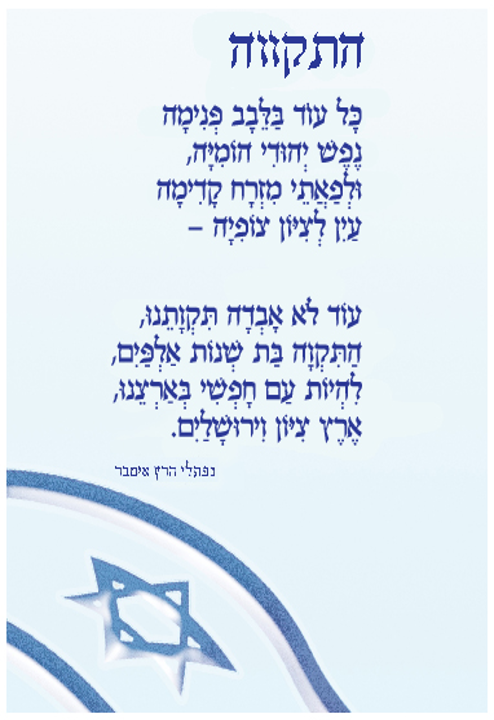 התקווה
כָּל עוֹד בַּלֵּבָב פְּנִימָה
נֶפֶשׁ יְהוּדִי הוֹמִיָּה,
וּלְפַאֲתֵי מִזְרָח קָדִימָה
עַיִן לְצִיּוֹן צוֹפִיָּה –
עוֹד לֹא אָבְדָה תִּקְוָתֵנוּ,
הַתִּקְוָה בַּת שְׁנוֹת אַלְפַּיִם,
לִהְיוֹת עַם חָפְשִׁי בְּאַרְצֵנוּ,
אֶרֶץ צִיּוֹן וִירוּשָׁלַיִם.
נפתלי הרץ אימבר